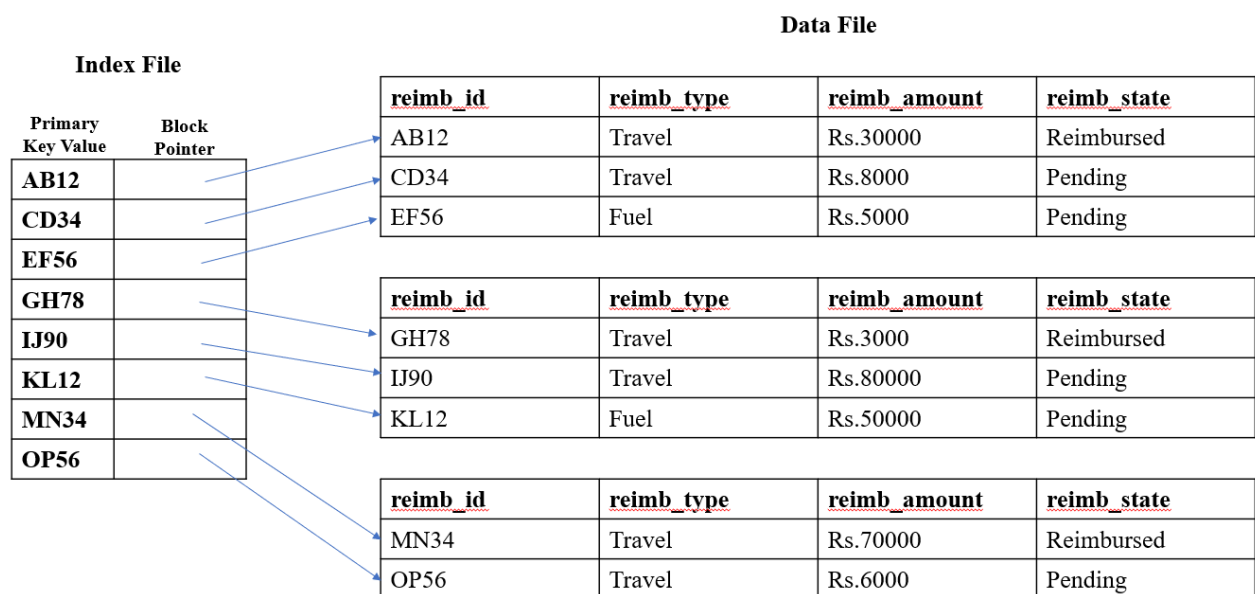 Data File
Index File
Primary Key Value Block Pointer
AB12
CD34
EF56
GH78
IJ90
KL12
MN34
OP56
reimb_id reimb_type reimb_amount reimb_state
AB12 Travel Rs.30000 Reimbursed
CD34 Travel Rs.8000 Pending
EF56 Fuel Rs.5000 Pending
reimb_id reimb_type reimb_amount reimb_state
GH78 Travel Rs.3000 Reimbursed
IJ90 Travel Rs.80000 Pending
KL12 Fuel Rs.50000 Pending
reimb_id reimb_type reimb_amount reimb_state
MN34 Travel Rs.70000 Reimbursed
OP56 Travel Rs.6000 Pending